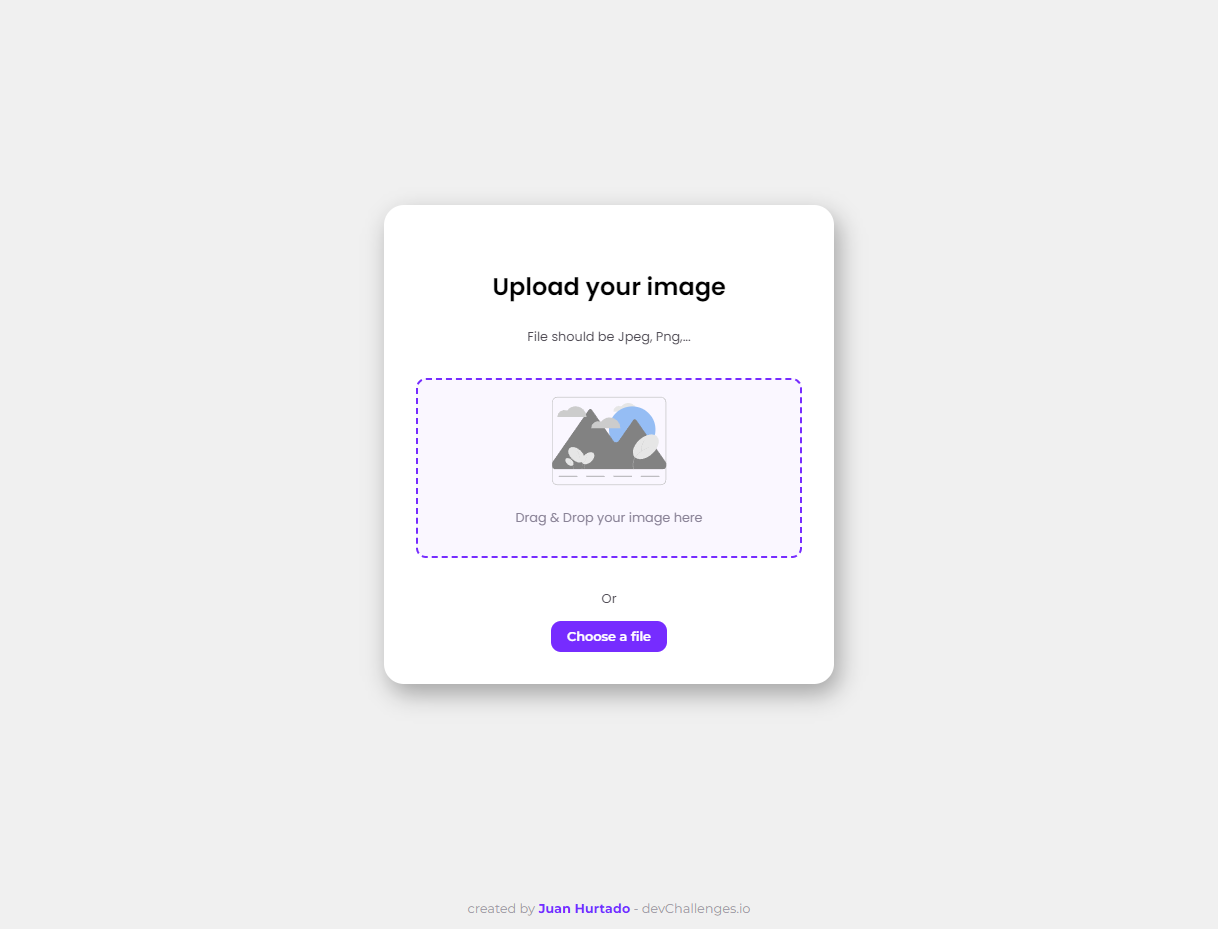 Upload your image
File should be Jpeg, Png,...
Drag & Drop your image here
Or
Choose a file
created by Juan Hurtado - devChallenges.io